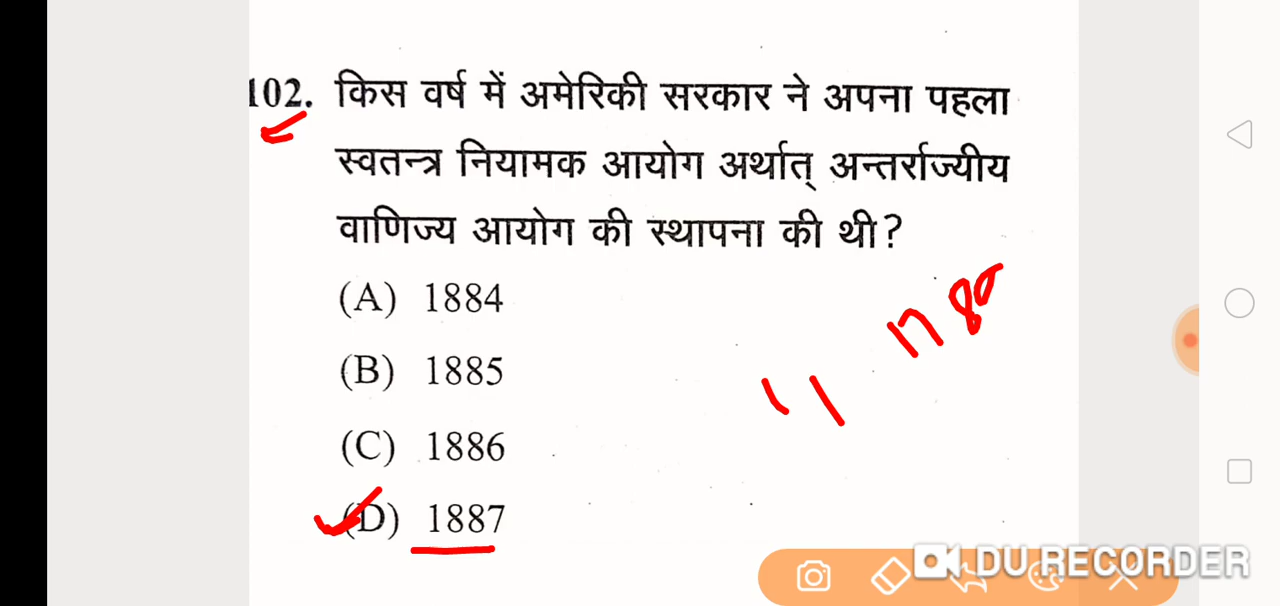 102. किस वर्ष में अमेरिकी सरकार ने अपना पहला
स्वतन्त्र नियामक आयोग अर्थात् अन्तर्राज्यीय
वाणिज्य आयोग की स्थापना की थी?
(A) 1884
(B) 1885
(C) 1886
(D) 1887
DU RECORDER